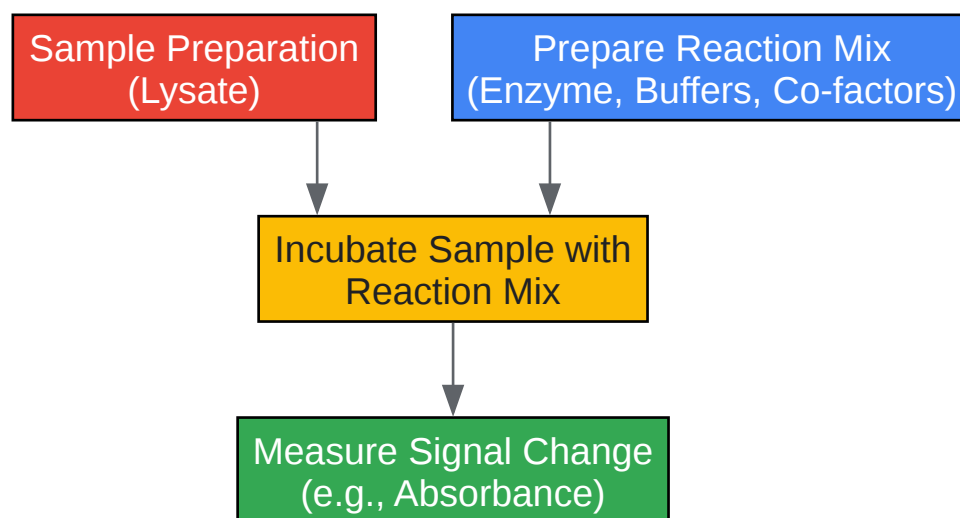 Sample Preparation
(Lysate)
Prepare Reaction Mix
(Enzyme, Buffers, Co-factors)
Incubate Sample with
Reaction Mix
Measure Signal Change
(e.g., Absorbance)